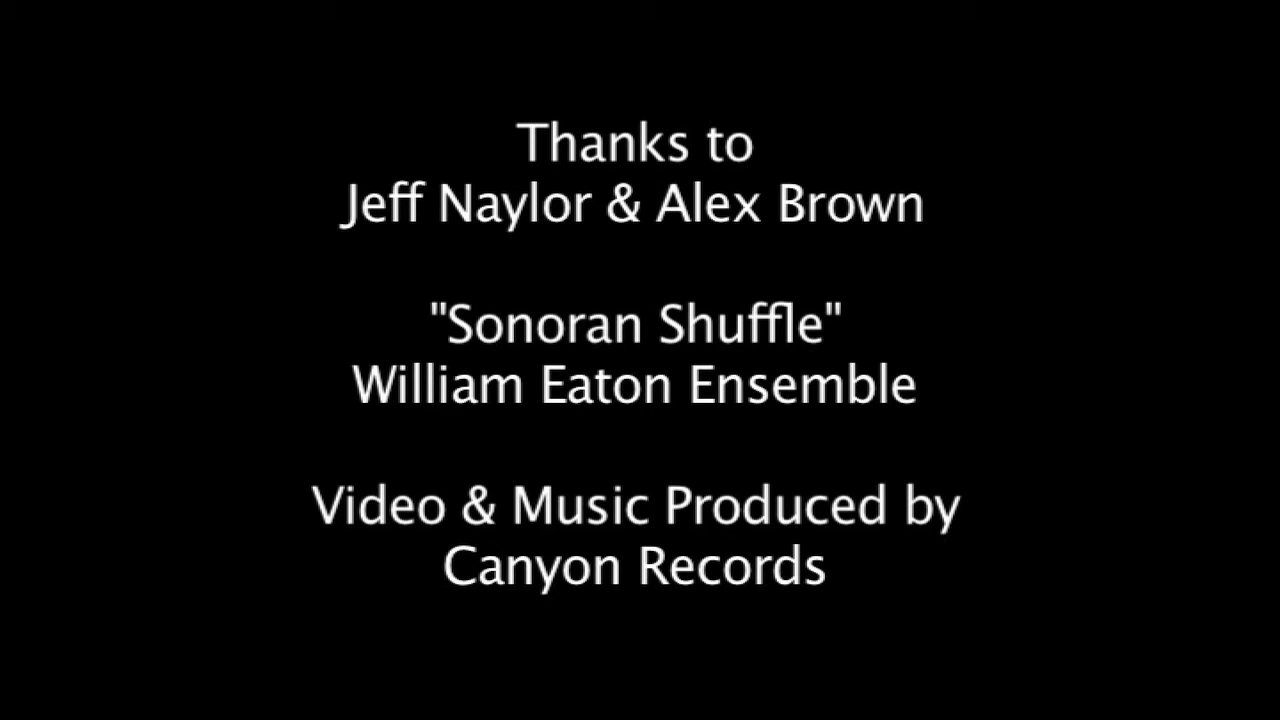 Thanks to
Jeff Naylor & Alex Brown
"Sonoran Shuffle"
William Eaton Ensemble
Video & Music Produced by
Canyon Records